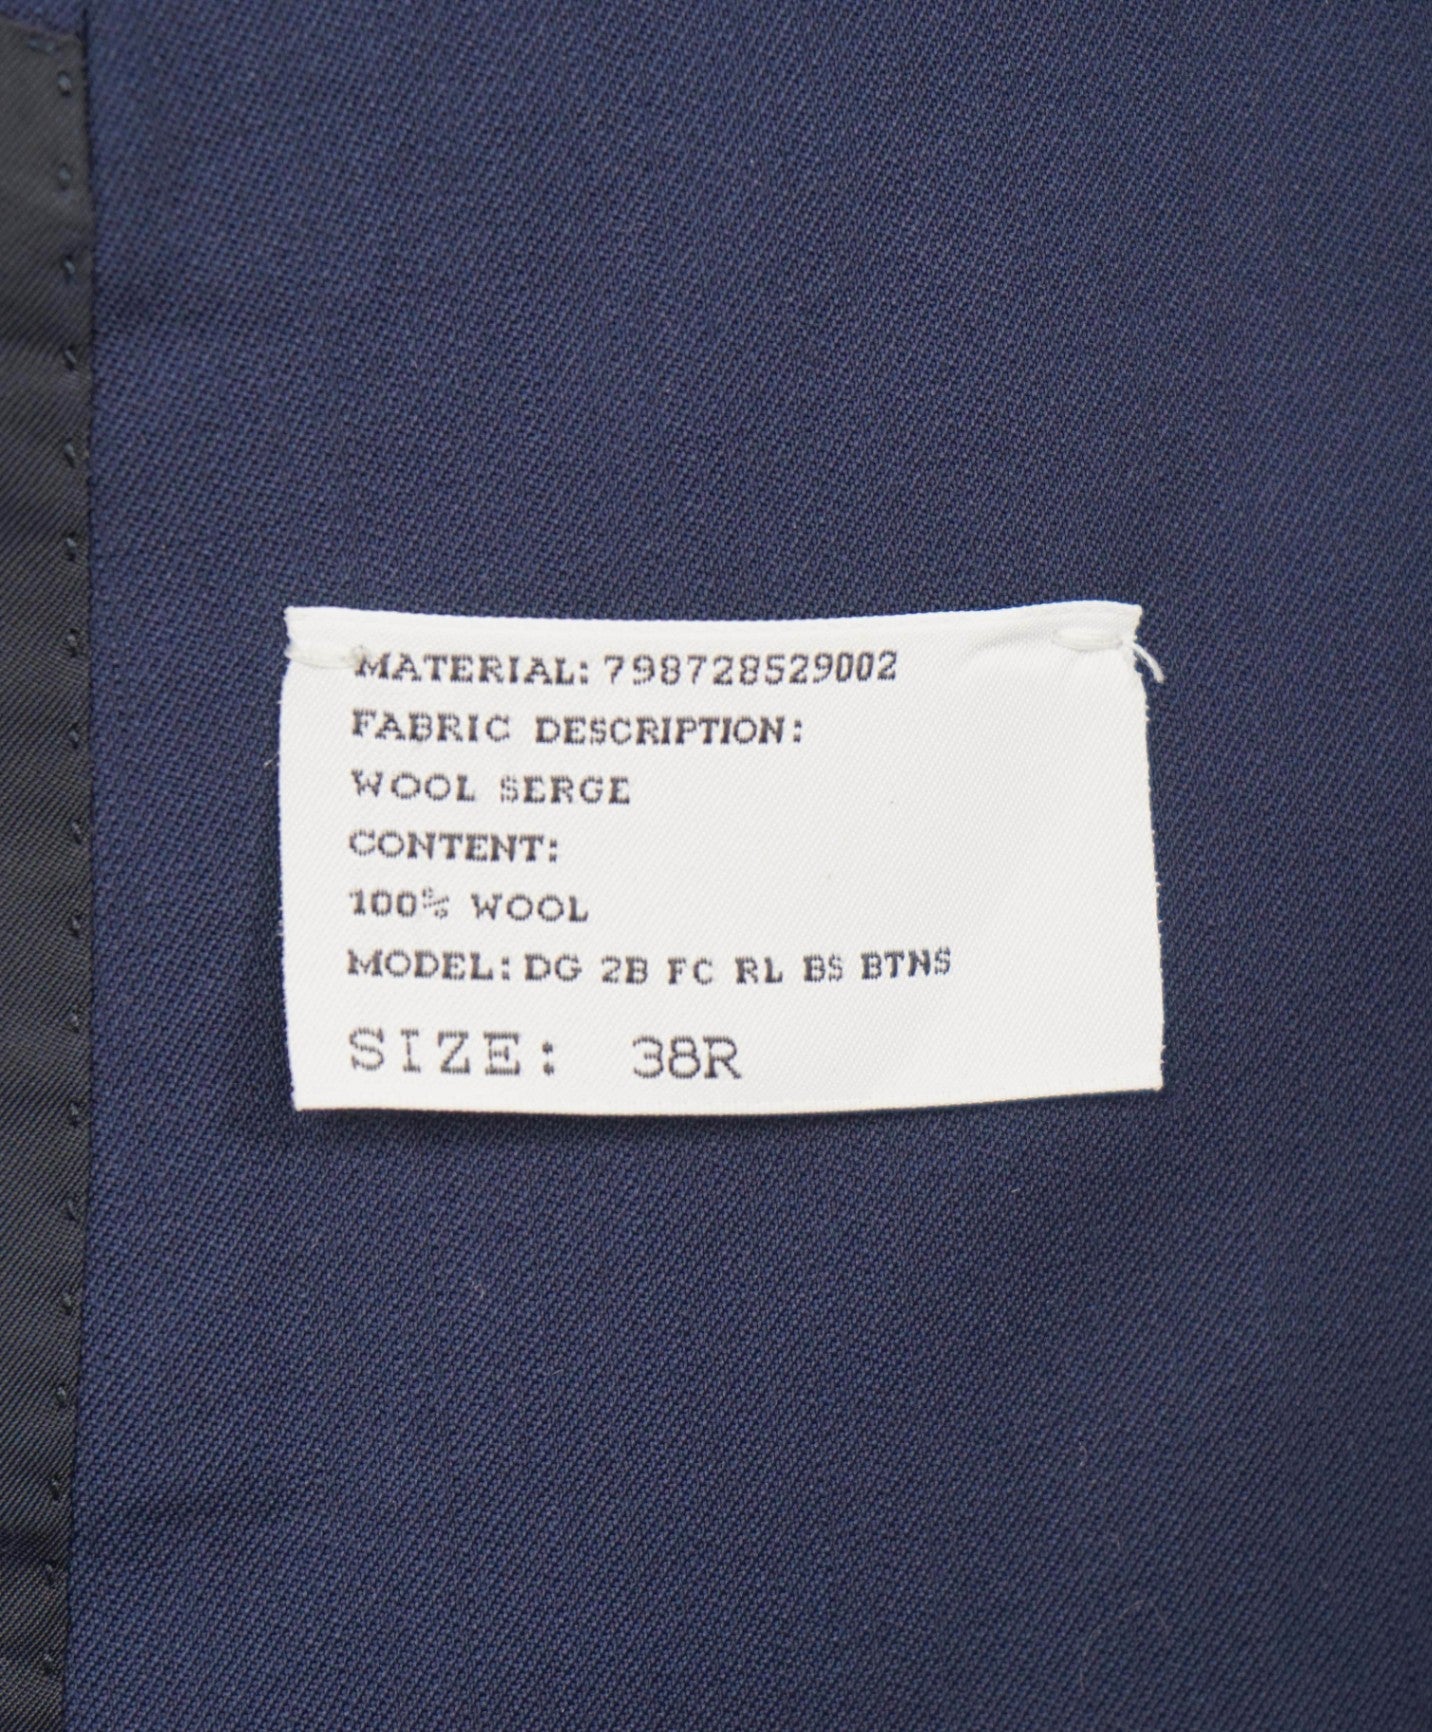 MATERIAL: 798728529002
FABRIC DESCRIPTION:
WOOL SERGE
CONTENT:
100% WOOL
MODEL: DG 2B FC RL BS BTNS
SIZE: 38R